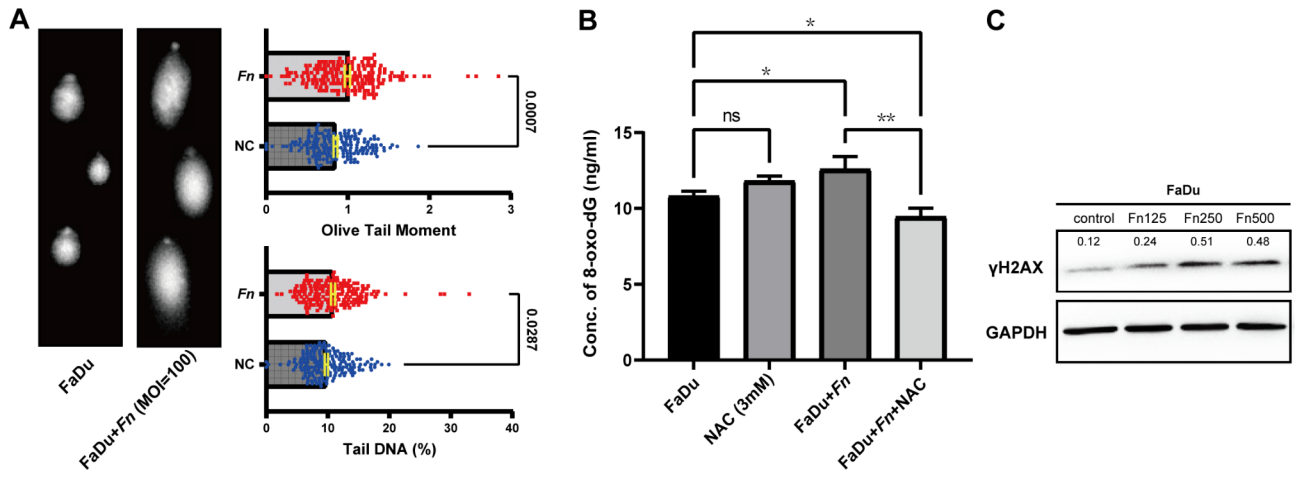 A
FaDu
FaDu+Fn (MOI=100)
Fn
NC
0.0007
0
1
2
3
Olive Tail Moment
Fn
NC
0.0287
0
10
20
30
40
Tail DNA (%)
B
*
*
ns
**
15
10
5
0
Conc. of 8-oxo-dG (ng/ml)
FaDu
NAC (3mM)
FaDu+Fn
FaDu+Fn+NAC
C
FaDu
control Fn125 Fn250 Fn500
0.12 0.24 0.51 0.48
γH2AX
GAPDH